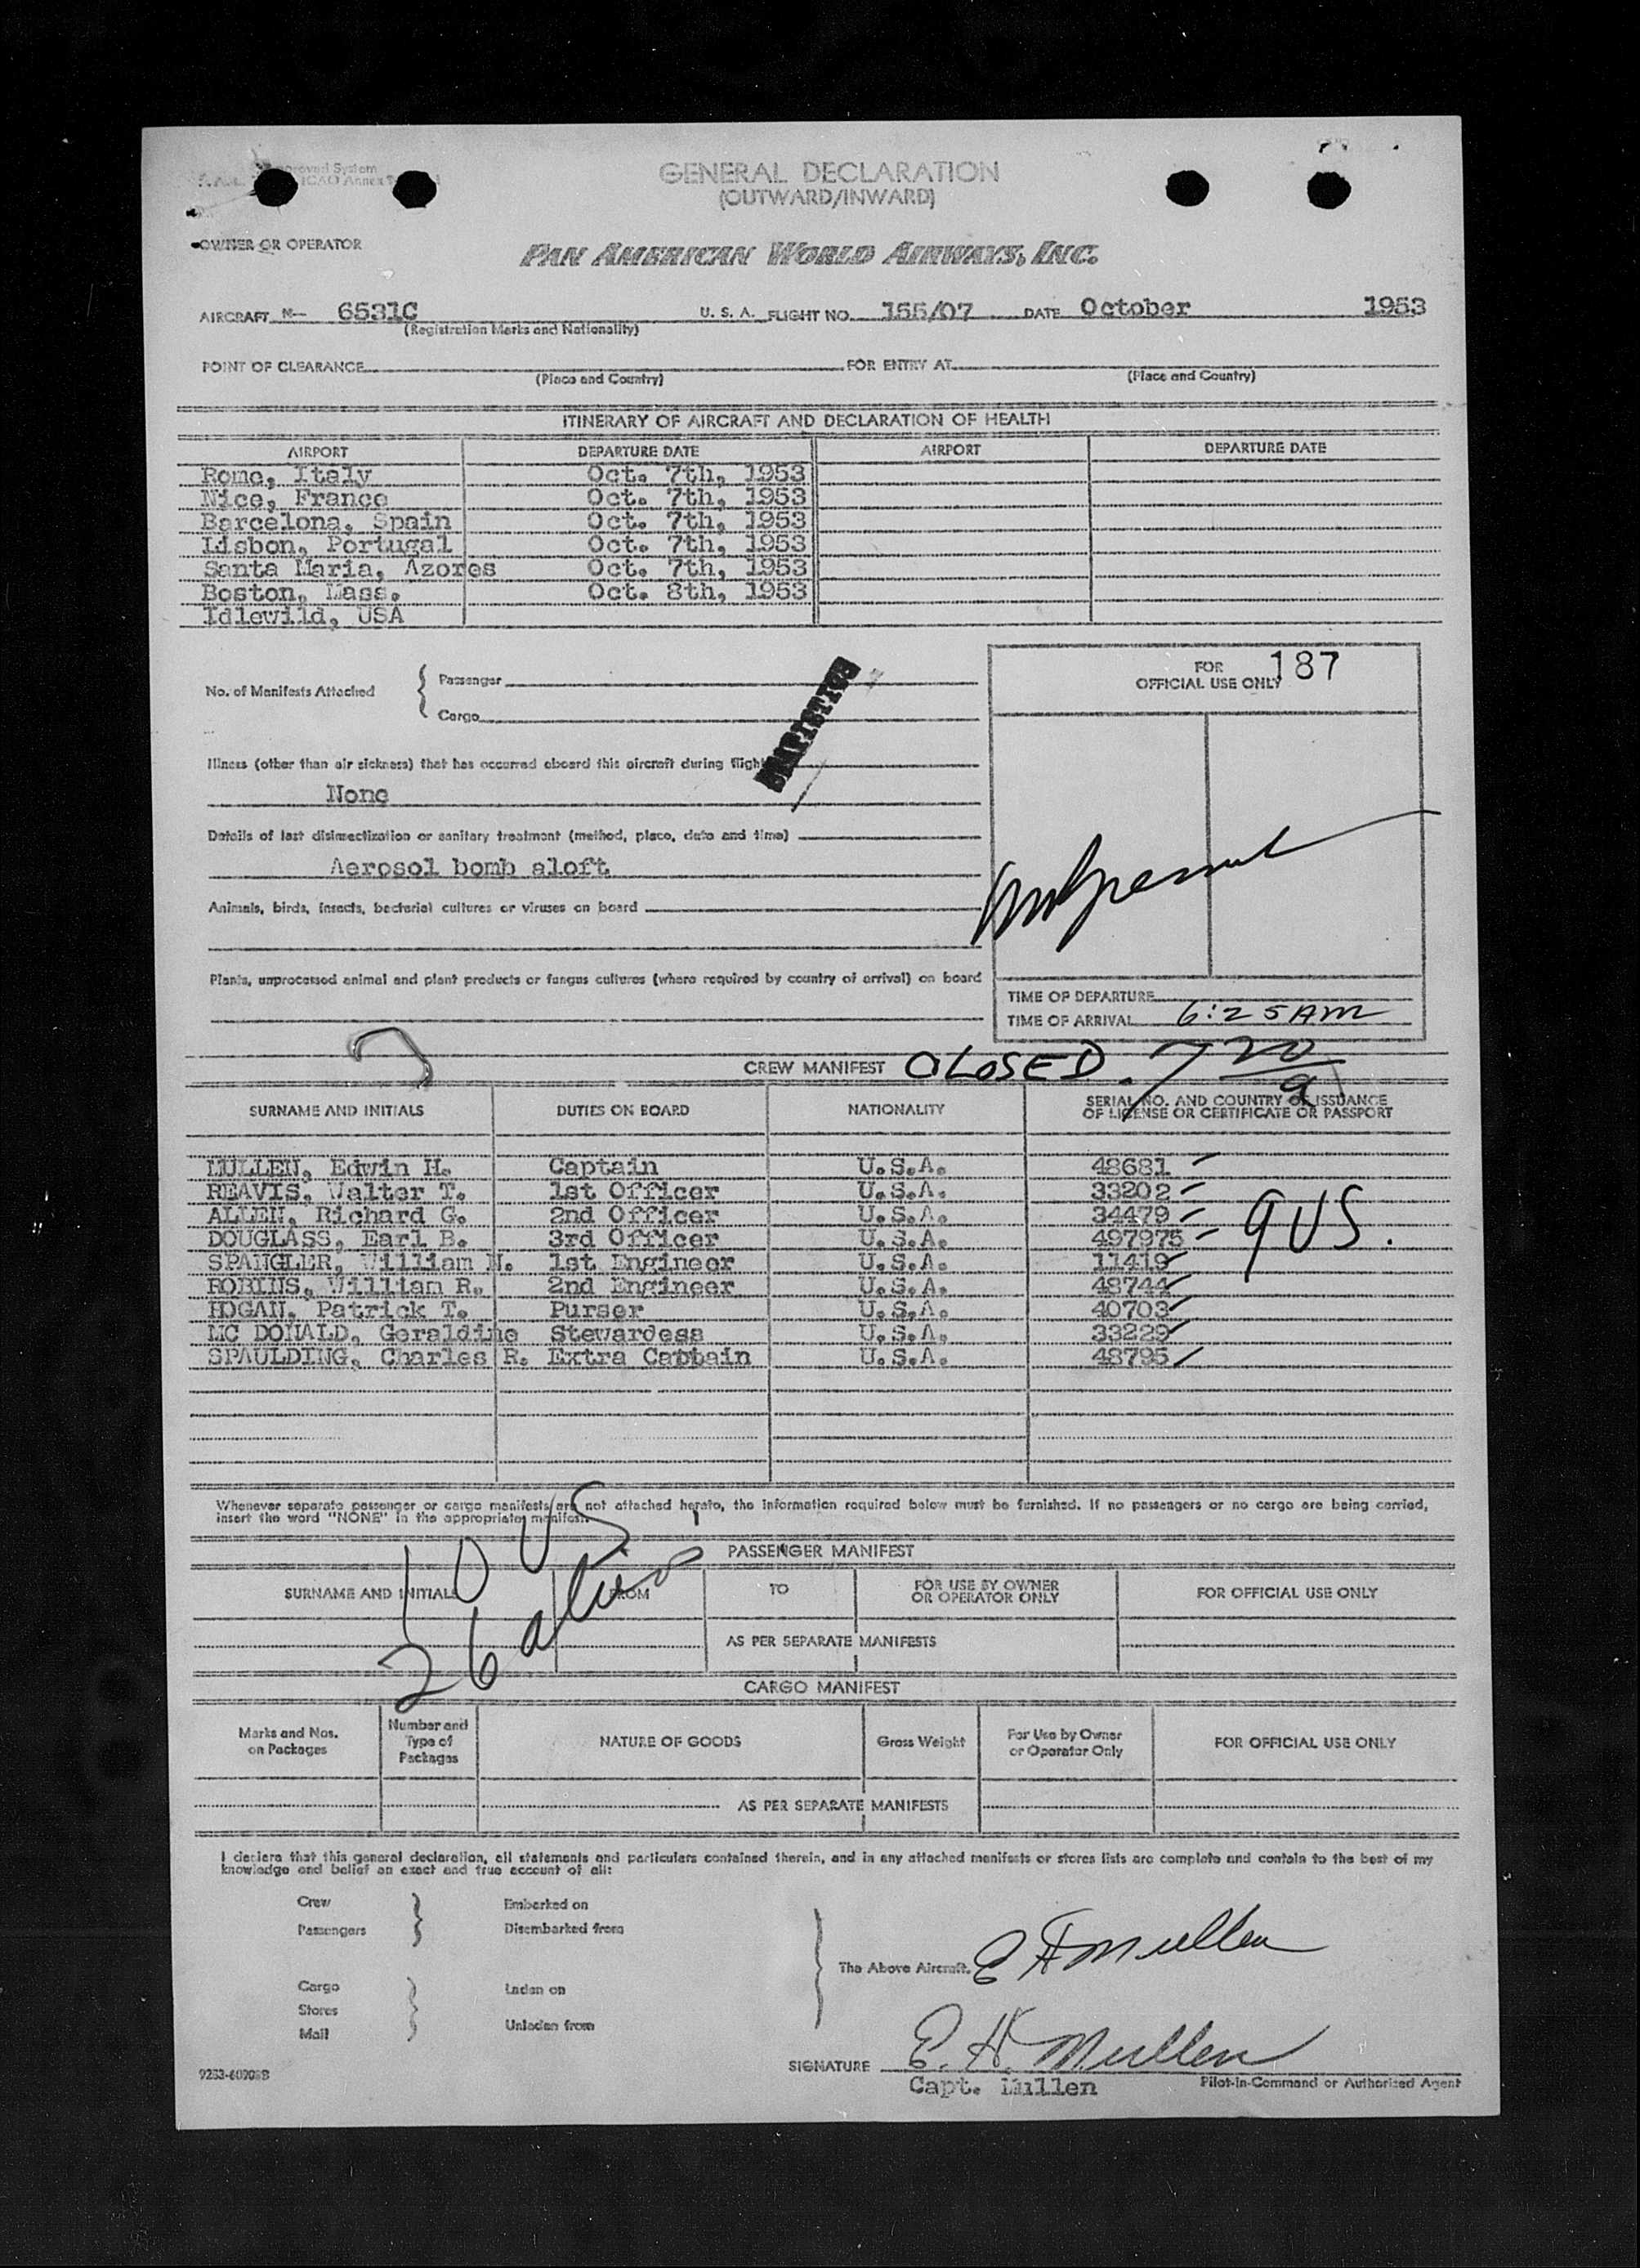 GENERAL DECLARATION
(OUTWARD/INWARD)
OWNER OR OPERATOR
PAN AMERICAN WORLD AIRWAYS, INC.
AIRCRAFT N- 6531C U. S. A. FLIGHT NO. 155/07 DATE October 1953
(Registration Marks and Nationality)
POINT OF CLEARANCE FOR ENTRY AT
(Place and Country) (Place and Country)
ITINERARY OF AIRCRAFT AND DECLARATION OF HEALTH
AIRPORT DEPARTURE DATE AIRPORT DEPARTURE DATE
Rome, Italy Oct. 7th, 1953
Nice, France Oct. 7th, 1953
Barcelona, Spain Oct. 7th, 1953
Lisbon, Portugal Oct. 7th, 1953
Santa Maria, Azores Oct. 7th, 1953
Boston, Mass. Oct. 8th, 1953
Idlewild, USA
FOR OFFICIAL USE ONLY 187
No. of Manifests Attached
Passenger
Cargo
Illness (other than air sickness) that has occurred aboard this aircraft during flight
None
Details of last disinsectization or sanitary treatment (method, place, date and time)
Aerosol bomb aloft
Animals, birds, insects, bacterial cultures or viruses on board
Plants, unprocessed animal and plant products or fungus cultures (where required by country of arrival) on board
TIME OF DEPARTURE
TIME OF ARRIVAL 6:25 AM
CREW MANIFEST CLOSED
SURNAME AND INITIALS DUTIES ON BOARD NATIONALITY SERIAL NO. AND COUNTRY OF ISSUANCE
OF LICENSE OR CERTIFICATE OR PASSPORT
MULLEN, Edwin H. Captain U.S.A. 48681
REAVIS, Walter T. 1st Officer U.S.A. 33202
ALLEN, Richard G. 2nd Officer U.S.A. 34479
DOUGLASS, Earl B. 3rd Officer U.S.A. 497975
9 US.
SPANGLER, William N. 1st Engineer U.S.A. 11419
ROBINS, William R. 2nd Engineer U.S.A. 48744
HOGAN, Patrick T. Purser U.S.A. 40703
MC DONALD, Geraldine Stewardess U.S.A. 33229
SPAULDING, Charles R. Extra Captain U.S.A. 48795
Whenever separate passenger or cargo manifests are not attached hereto, the information required below must be furnished. If no passengers or no cargo are being carried,
insert the word "NONE" in the appropriate manifest.
10 US
26 aliens
PASSENGER MANIFEST
SURNAME AND INITIALS FROM TO FOR USE BY OWNER
OR OPERATOR ONLY FOR OFFICIAL USE ONLY
AS PER SEPARATE MANIFESTS
CARGO MANIFEST
Marks and Nos.
on Packages Number and
Type of
Packages NATURE OF GOODS Gross Weight For Use by Owner
or Operator Only FOR OFFICIAL USE ONLY
AS PER SEPARATE MANIFESTS
I declare that this general declaration, all statements and particulars contained therein, and in any attached manifests or stores lists are complete and contain to the best of my
knowledge and belief an exact and true account of all:
Crew Embarked on
Passengers Disembarked from
The Above Aircraft. E H Mullen
Cargo Laden on
Stores
Mail Unladen from
SIGNATURE E. H. Mullen
Capt. Mullen Pilot-in-Command or Authorized Agent